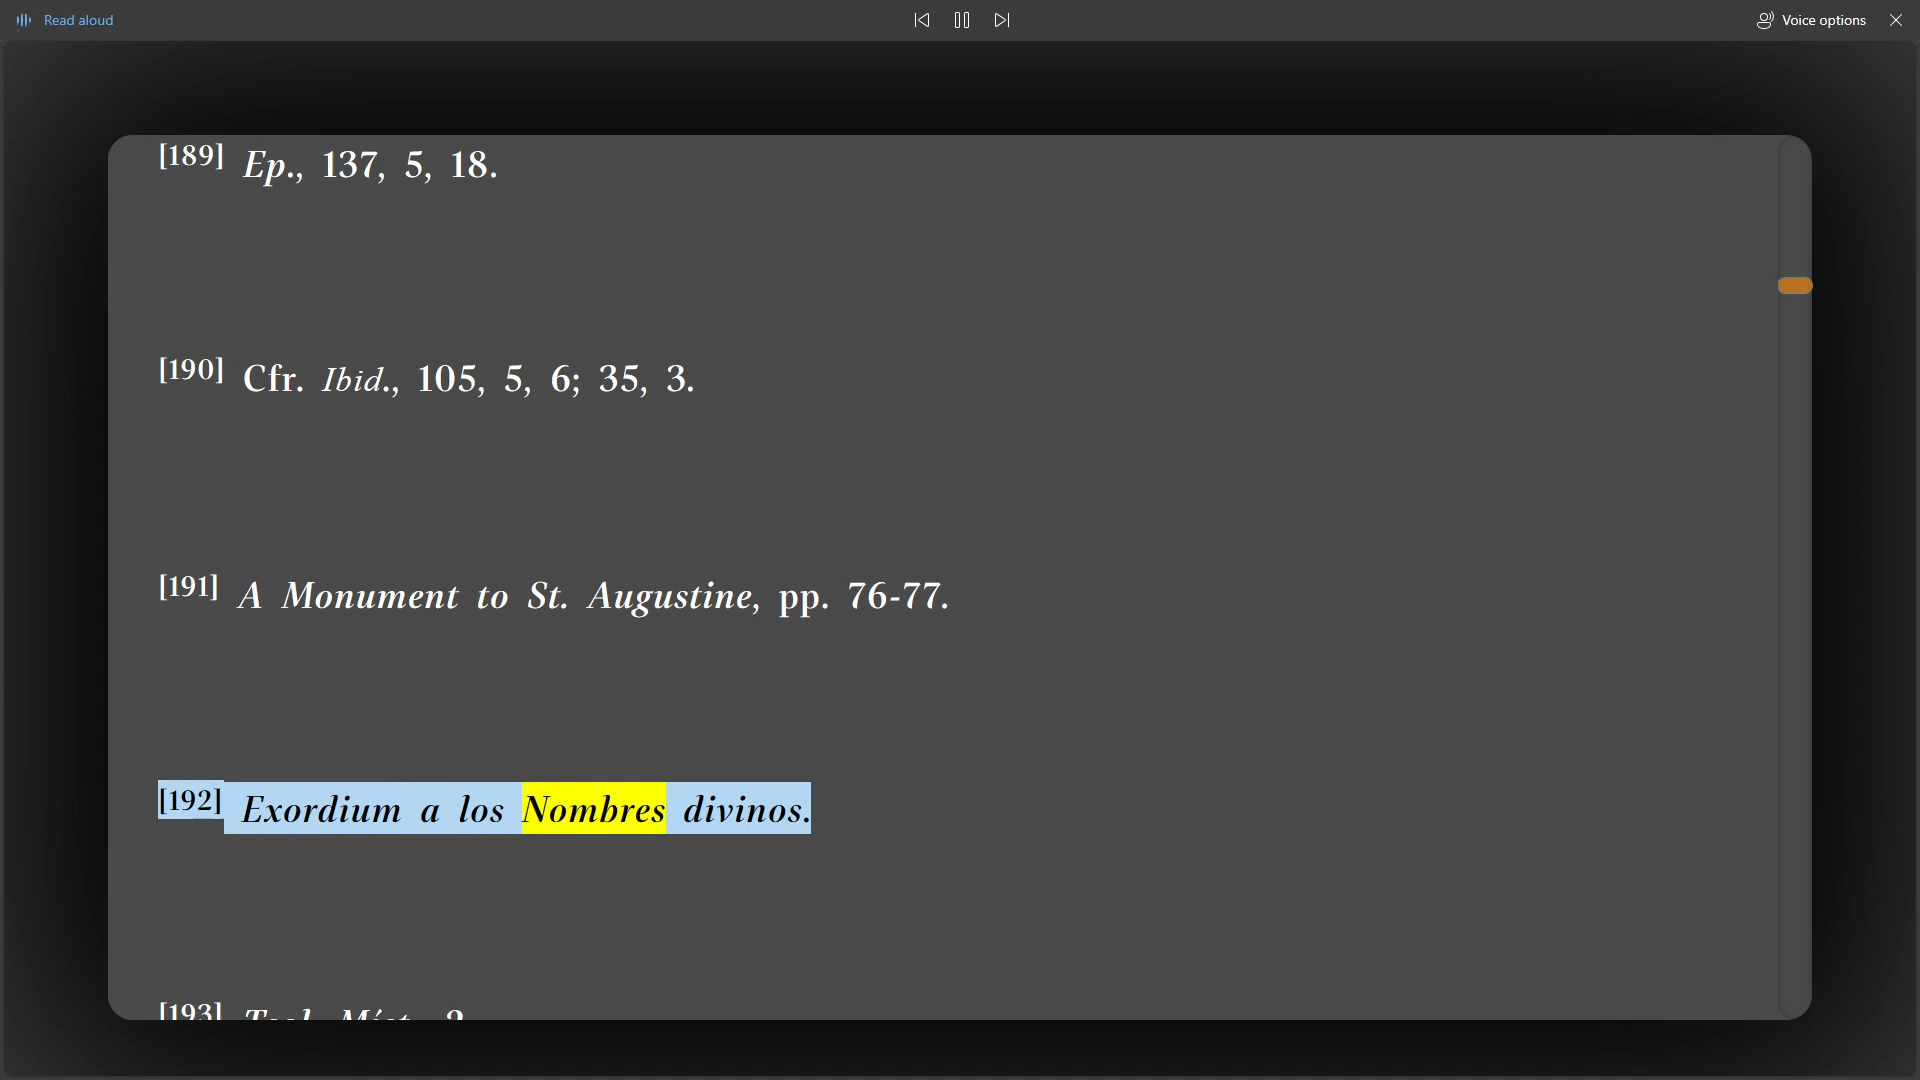 Read aloud
Voice options
[189] Ep., 137, 5, 18.
[190] Cfr. Ibid., 105, 5, 6; 35, 3.
[191] A Monument to St. Augustine, pp. 76-77.
[192] Exordium a los Nombres divinos.
[193]